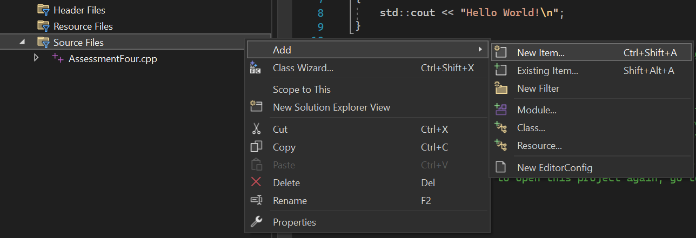 Header Files
Resource Files
Source Files
AssessmentFour.cpp
8
9
{
std::cout << "Hello World!\n";
}
Add
Class Wizard... Ctrl+Shift+X
Scope to This
New Solution Explorer View
Cut Ctrl+X
Copy Ctrl+C
Paste Ctrl+V
Delete Del
Rename F2
Properties
New Item... Ctrl+Shift+A
Existing Item... Shift+Alt+A
New Filter
Module...
Class...
Resource...
New EditorConfig
to open this project again, go t